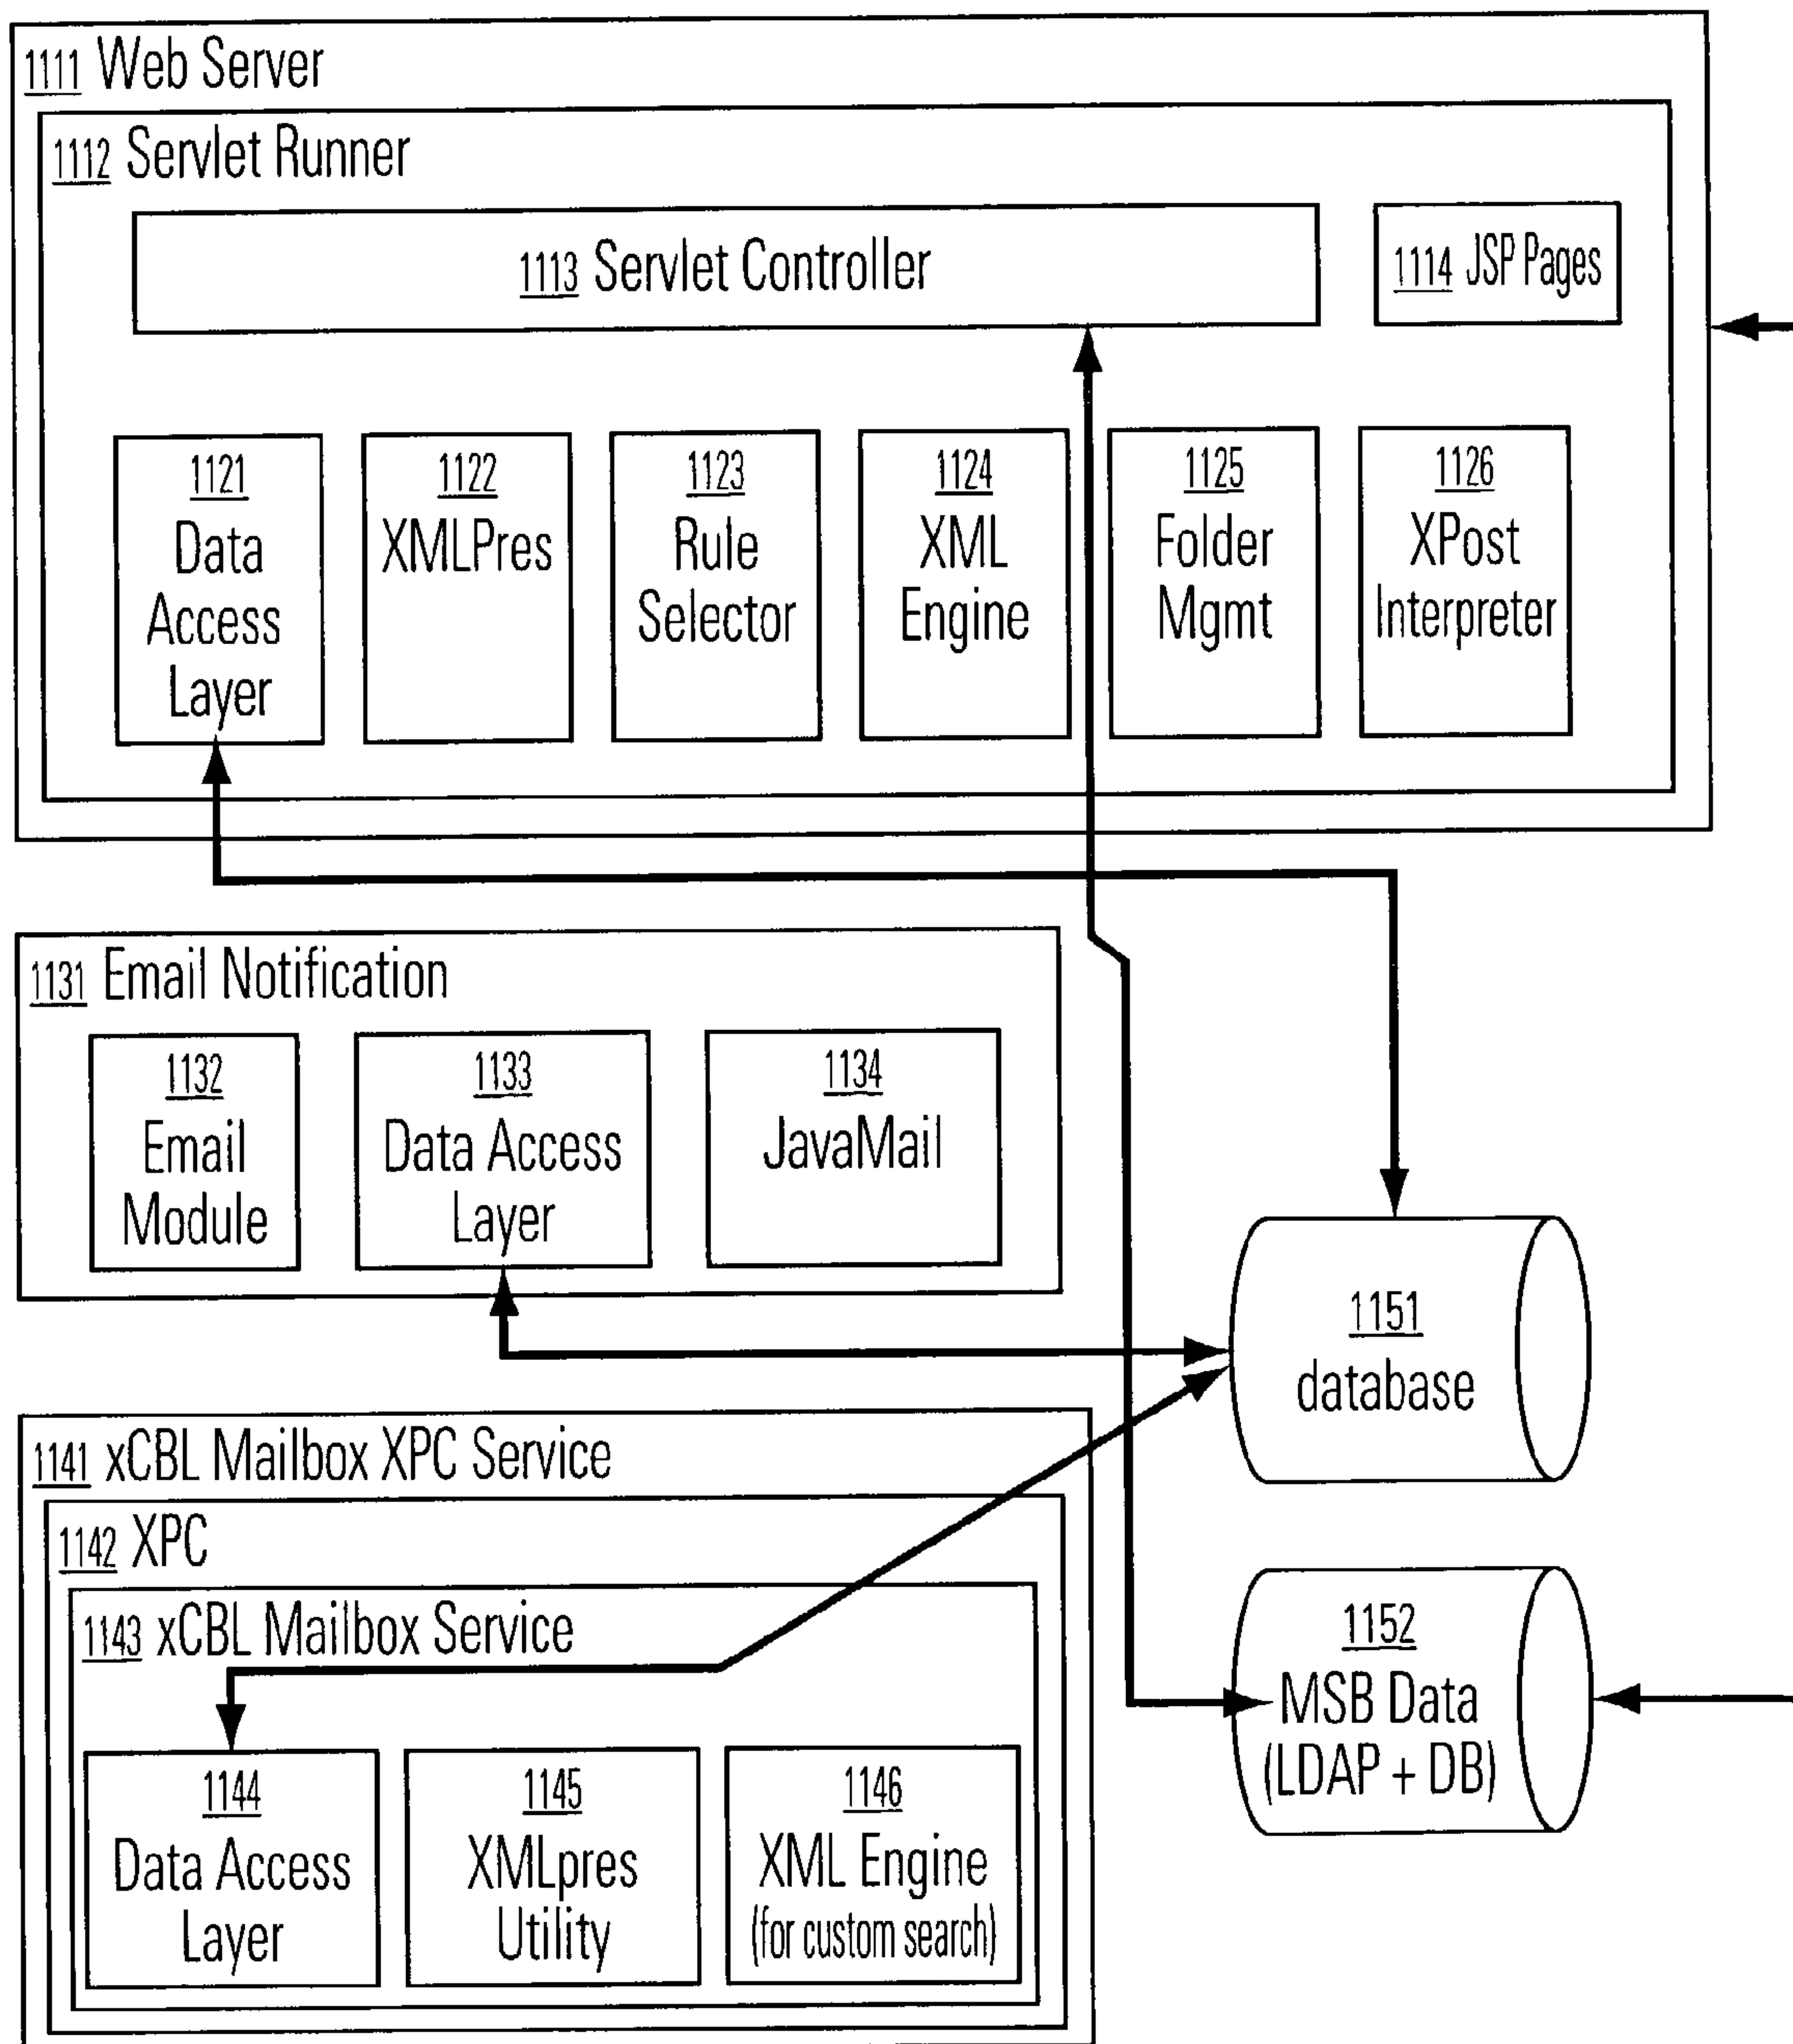 1111 Web Server
1112 Servlet Runner
1113 Servlet Controller
1114 JSP Pages
1121
Data
Access
Layer
1122
XMLPres
1123
Rule
Selector
1124
XML
Engine
1125
Folder
Mgmt
1126
XPost
Interpreter
1131 Email Notification
1132
Email
Module
1133
Data Access
Layer
1134
JavaMail
1151
database
1141 xCBL Mailbox XPC Service
1142 XPC
1143 xCBL Mailbox Service
1144
Data Access
Layer
1145
XMLpres
Utility
1146
XML Engine
(for custom search)
1152
MSB Data
(LDAP + DB)